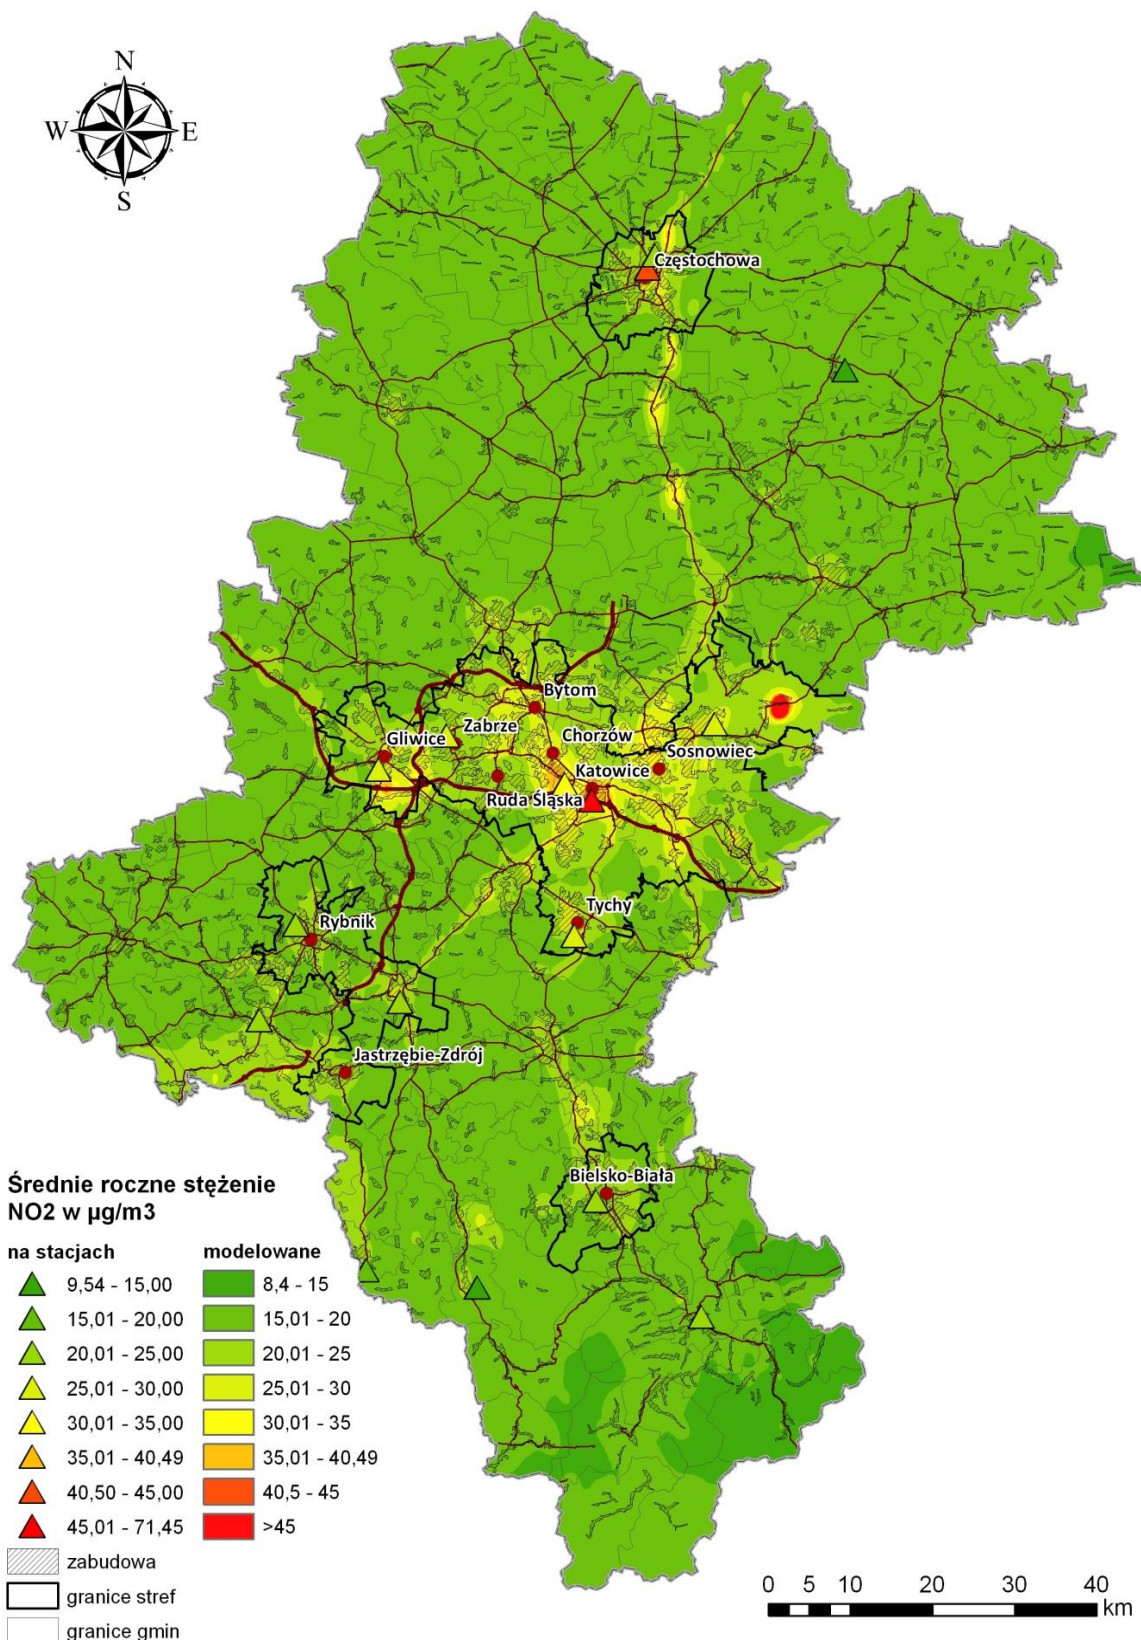 N
W E
S
Częstochowa
Bytom
Zabrze
Gliwice
Chorzów
Sosnowiec
Katowice
Ruda Śląska
Tychy
Rybnik
Jastrzębie-Zdrój
Bielsko-Biała
Średnie roczne stężenie
NO2 w µg/m3
na stacjach modelowane
9,54 - 15,00 8,4 - 15
15,01 - 20,00 15,01 - 20
20,01 - 25,00 20,01 - 25
25,01 - 30,00 25,01 - 30
30,01 - 35,00 30,01 - 35
35,01 - 40,49 35,01 - 40,49
40,50 - 45,00 40,5 - 45
45,01 - 71,45 >45
zabudowa
granice stref
granice gmin
0 5 10 20 30 40
km